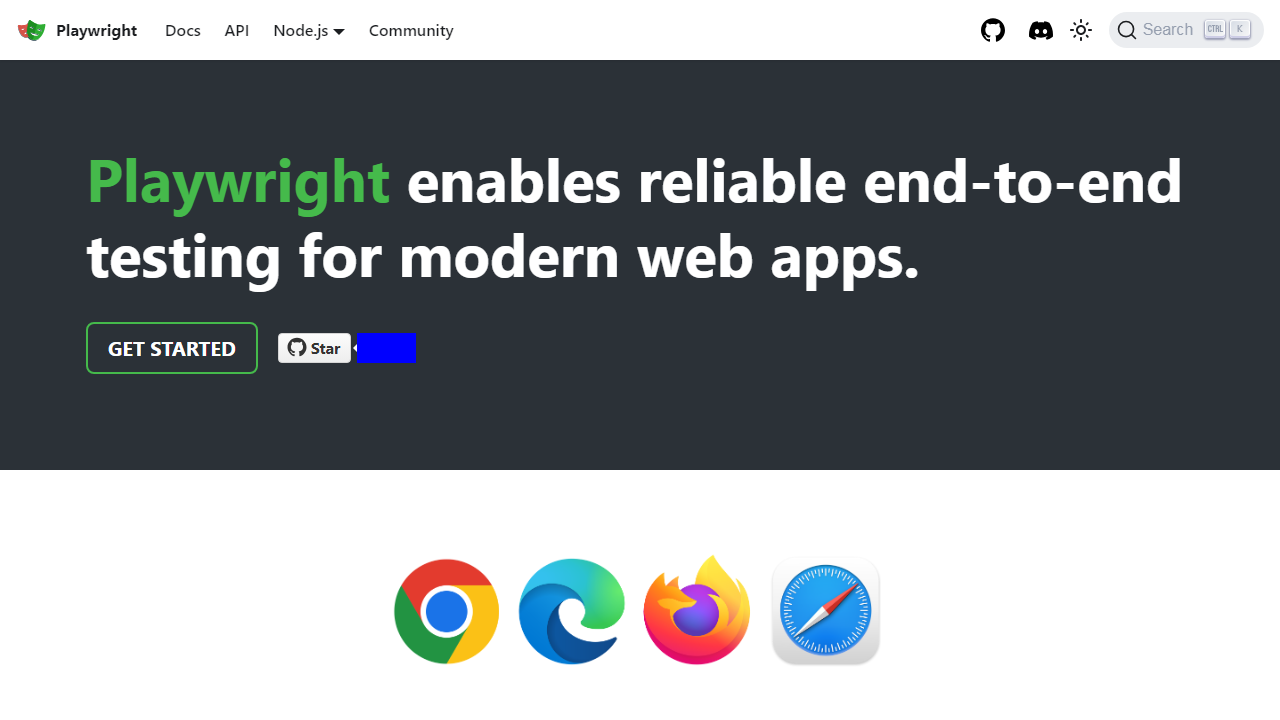 Playwright Docs API Node.js Community Search CTRL K
Playwright enables reliable end-to-end
testing for modern web apps.
GET STARTED Star